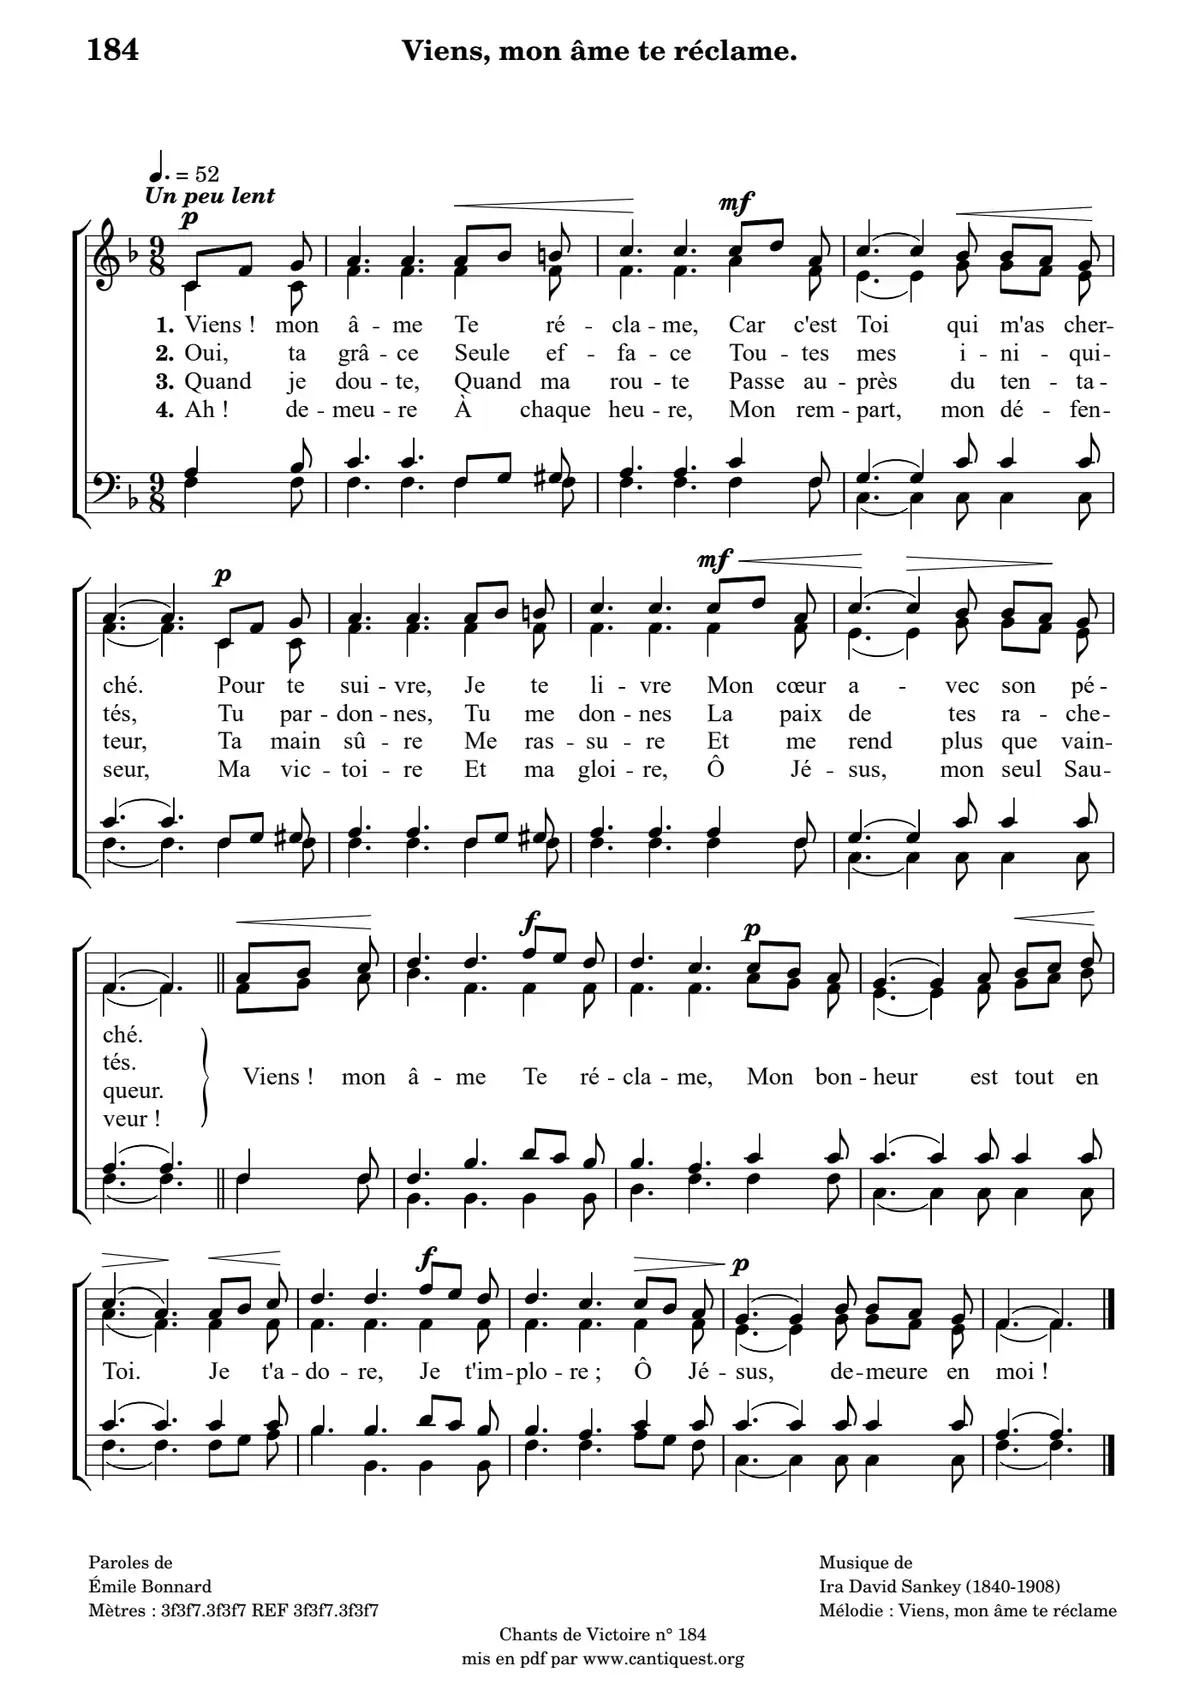 184
Viens, mon âme te réclame.
= 52
Un peu lent
p
mf
1. Viens ! mon â - me Te ré - cla - me, Car c'est Toi qui m'as cher-
2. Oui, ta grâ - ce Seule ef - fa - ce Tou - tes mes i - ni - qui-
3. Quand je dou - te, Quand ma rou - te Passe au - près du ten - ta-
4. Ah ! de - meu - re À chaque heu - re, Mon rem - part, mon dé - fen-
p
mf
ché. Pour te sui - vre, Je te li - vre Mon cœur a - vec son pé-
tés, Tu par - don - nes, Tu me don - nes La paix de tes ra - che-
teur, Ta main sû - re Me ras - su - re Et me rend plus que vain-
seur, Ma vic - toi - re Et ma gloi - re, Ô Jé - sus, mon seul Sau-
f
p
ché.
tés.
queur.
veur !
Viens ! mon â - me Te ré - cla - me, Mon bon - heur est tout en
f
p
Toi. Je t'a - do - re, Je t'im - plo - re ; Ô Jé - sus, de - meure en moi !
Paroles de
Émile Bonnard
Mètres : 3f3f7.3f3f7 REF 3f3f7.3f3f7
Musique de
Ira David Sankey (1840-1908)
Mélodie : Viens, mon âme te réclame
Chants de Victoire n° 184
mis en pdf par www.cantiquest.org